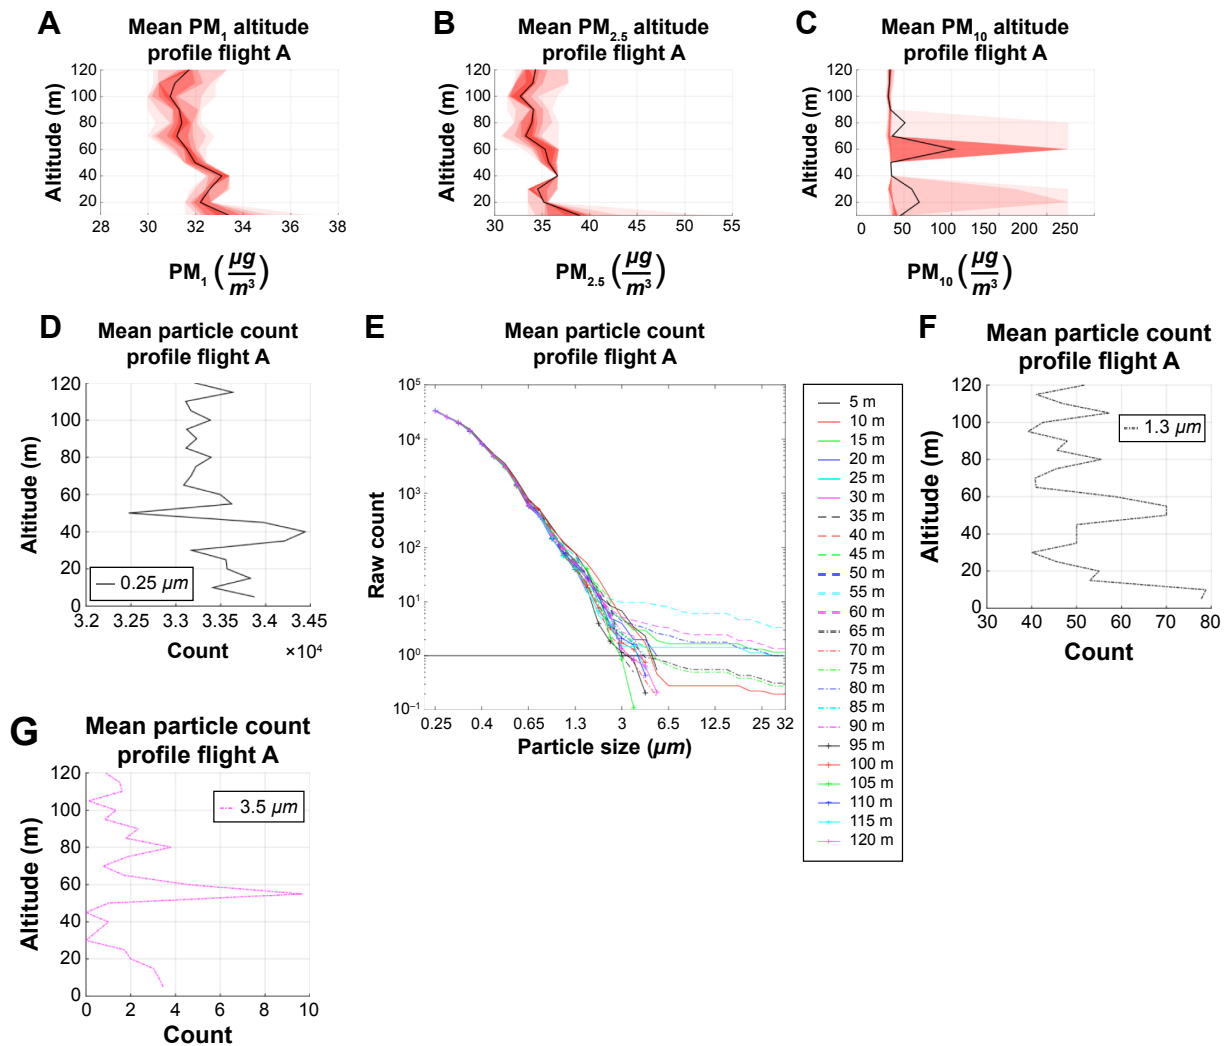 A
Mean PM1 altitude
profile flight A
Altitude (m)
120
100
80
60
40
20
28 30 32 34 36 38
PM1 (μg/m3)
B
Mean PM2.5 altitude
profile flight A
Altitude (m)
120
100
80
60
40
20
30 35 40 45 50 55
PM2.5 (μg/m3)
C
Mean PM10 altitude
profile flight A
Altitude (m)
120
100
80
60
40
20
0 50 100 150 200 250
PM10 (μg/m3)
D
Mean particle count
profile flight A
Altitude (m)
120
100
80
60
40
20
0
0.25 μm
3.2 3.25 3.3 3.35 3.4 3.45
Count
×104
E
Mean particle count
profile flight A
Raw count
105
104
103
102
101
100
10−1
0.25 0.4 0.65 1.3 3 6.5 12.5 25 32
Particle size (μm)
5 m
10 m
15 m
20 m
25 m
30 m
35 m
40 m
45 m
50 m
55 m
60 m
65 m
70 m
75 m
80 m
85 m
90 m
95 m
100 m
105 m
110 m
115 m
120 m
F
Mean particle count
profile flight A
Altitude (m)
120
100
80
60
40
20
0
1.3 μm
30 40 50 60 70 80
Count
G
Mean particle count
profile flight A
Altitude (m)
120
100
80
60
40
20
0
3.5 μm
0 2 4 6 8 10
Count